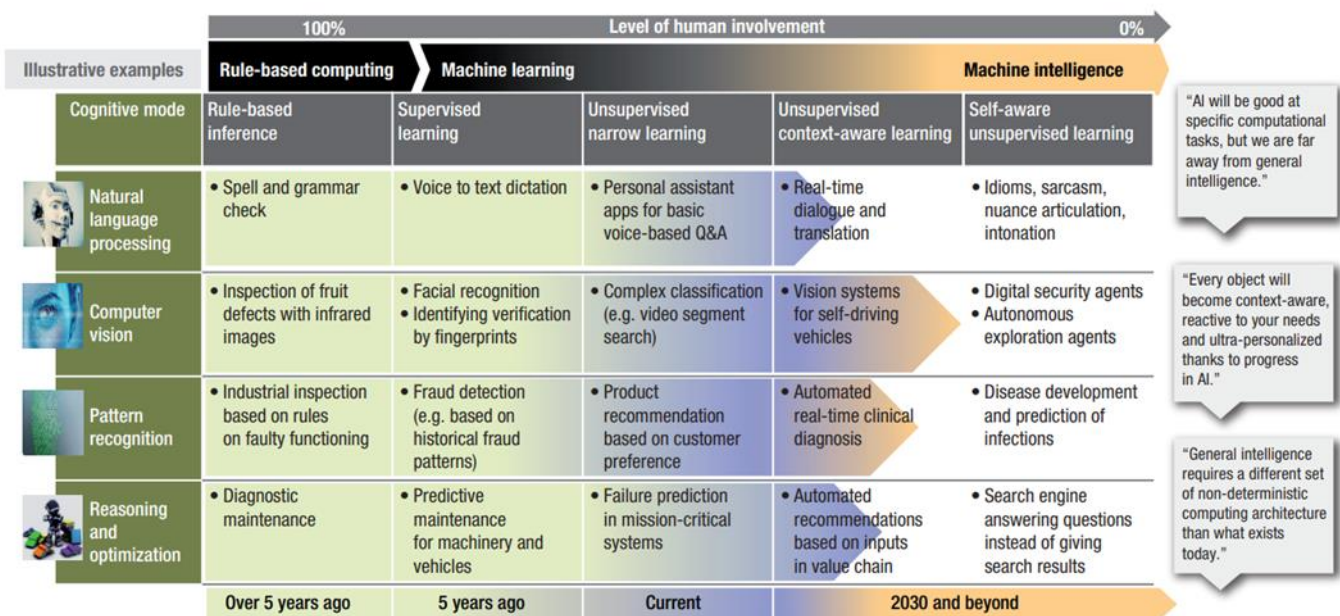 100% Level of human involvement 0%
Illustrative examples Rule-based computing Machine learning Machine intelligence
Cognitive mode
Rule-based
inference
Supervised
learning
Unsupervised
narrow learning
Unsupervised
context-aware learning
Self-aware
unsupervised learning
Natural
language
processing
• Spell and grammar
check
• Voice to text dictation
• Personal assistant
apps for basic
voice-based Q&A
• Real-time
dialogue and
translation
• Idioms, sarcasm,
nuance articulation,
intonation
Computer
vision
• Inspection of fruit
defects with infrared
images
• Facial recognition
• Identifying verification
by fingerprints
• Complex classification
(e.g. video segment
search)
• Vision systems
for self-driving
vehicles
• Digital security agents
• Autonomous
exploration agents
Pattern
recognition
• Industrial inspection
based on rules
on faulty functioning
• Fraud detection
(e.g. based on
historical fraud
patterns)
• Product
recommendation
based on customer
preference
• Automated
real-time clinical
diagnosis
• Disease development
and prediction of
infections
Reasoning
and
optimization
• Diagnostic
maintenance
• Predictive
maintenance
for machinery and
vehicles
• Failure prediction
in mission-critical
systems
• Automated
recommendations
based on inputs
in value chain
• Search engine
answering questions
instead of giving
search results
Over 5 years ago 5 years ago Current 2030 and beyond
“AI will be good at
specific computational
tasks, but we are far
away from general
intelligence.”
“Every object will
become context-aware,
reactive to your needs
and ultra-personalized
thanks to progress
in AI.”
“General intelligence
requires a different set
of non-deterministic
computing architecture
than what exists
today.”